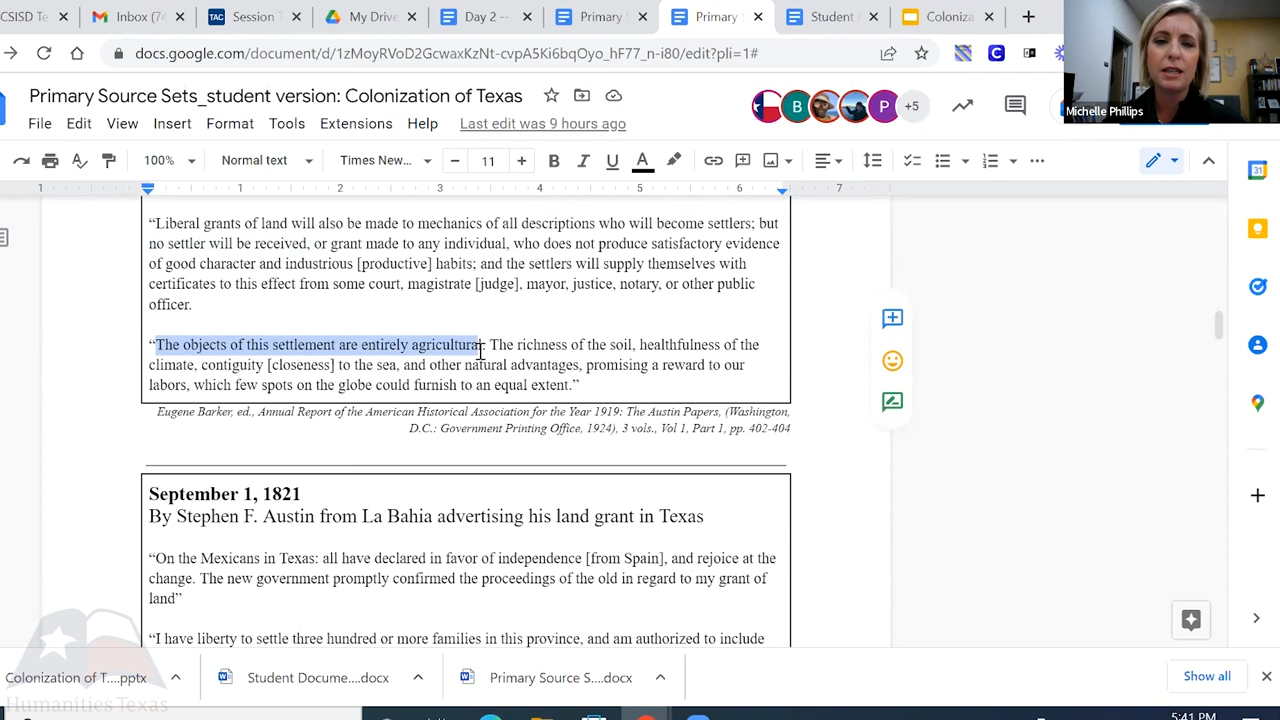 CSISD Te
Inbox (74
Session T
My Drive
Day 2 --
Primary S
Primary S
Student
Coloniza
docs.google.com/document/d/1zMoyRVoD2GcwaxKzNt-cvpA5Ki6bqOyo_hF77_n-i80/edit?pli=1#
Michelle Phillips
Primary Source Sets_student version: Colonization of Texas
B P +5
File Edit View Insert Format Tools Extensions Help Last edit was 9 hours ago
100% Normal text Times New... − 11 + B I U A
1 1 2 3 4 5 6 7
“Liberal grants of land will also be made to mechanics of all descriptions who will become settlers; but
no settler will be received, or grant made to any individual, who does not produce satisfactory evidence
of good character and industrious [productive] habits; and the settlers will supply themselves with
certificates to this effect from some court, magistrate [judge], mayor, justice, notary, or other public
officer.
“The objects of this settlement are entirely agricultural. The richness of the soil, healthfulness of the
climate, contiguity [closeness] to the sea, and other natural advantages, promising a reward to our
labors, which few spots on the globe could furnish to an equal extent.”
Eugene Barker, ed., Annual Report of the American Historical Association for the Year 1919: The Austin Papers, (Washington,
D.C.: Government Printing Office, 1924), 3 vols., Vol 1, Part 1, pp. 402-404
September 1, 1821
By Stephen F. Austin from La Bahia advertising his land grant in Texas
“On the Mexicans in Texas: all have declared in favor of independence [from Spain], and rejoice at the
change. The new government promptly confirmed the proceedings of the old in regard to my grant of
land”
“I have liberty to settle three hundred or more families in this province, and am authorized to include
Colonization of T....pptx
Student Docume....docx
Primary Source S....docx
Show all
Humanities Texas
5:41 PM